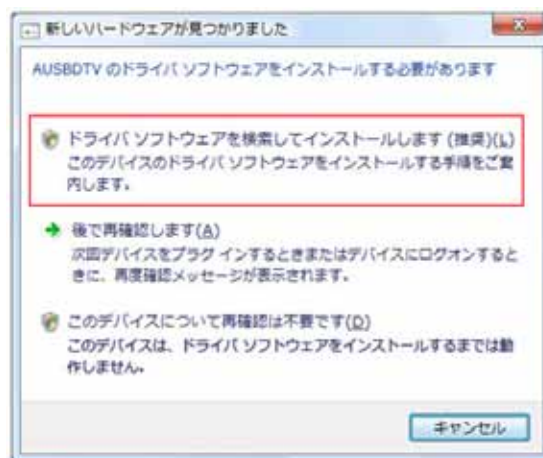 新しいハードウェアが見つかりました
AUSBDTV のドライバ ソフトウェアをインストールする必要があります
ドライバ ソフトウェアを検索してインストールします (推奨)(L)
このデバイスのドライバ ソフトウェアをインストールする手順をご案
内します。
後で再確認します(A)
次回デバイスをプラグ インするときまたはデバイスにログオンすると
きに、再度確認メッセージが表示されます。
このデバイスについて再確認は不要です(D)
このデバイスは、ドライバ ソフトウェアをインストールするまでは動
作しません。
キャンセル